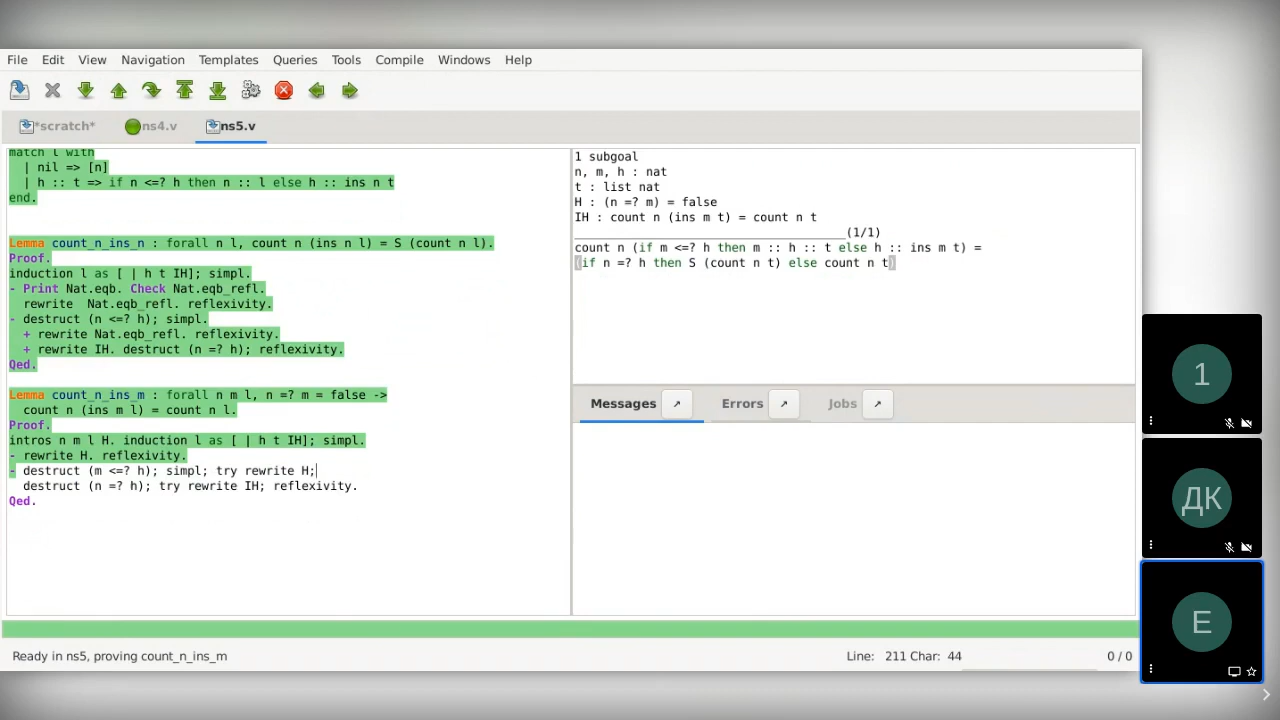 File Edit View Navigation Templates Queries Tools Compile Windows Help
*scratch* ns4.v ns5.v
match l with
| nil => [n]
| h :: t => if n <=? h then n :: l else h :: ins n t
end.
Lemma count_n_ins_n : forall n l, count n (ins n l) = S (count n l).
Proof.
induction l as [ | h t IH]; simpl.
- Print Nat.eqb. Check Nat.eqb_refl.
rewrite  Nat.eqb_refl. reflexivity.
- destruct (n <=? h); simpl.
+ rewrite Nat.eqb_refl. reflexivity.
+ rewrite IH. destruct (n =? h); reflexivity.
Qed.
Lemma count_n_ins_m : forall n m l, n =? m = false ->
count n (ins m l) = count n l.
Proof.
intros n m l H. induction l as [ | h t IH]; simpl.
- rewrite H. reflexivity.
- destruct (m <=? h); simpl; try rewrite H;
destruct (n =? h); try rewrite IH; reflexivity.
Qed.
1 subgoal
n, m, h : nat
t : list nat
H : (n =? m) = false
IH : count n (ins m t) = count n t
______________________________________(1/1)
count n (if m <=? h then m :: h :: t else h :: ins m t) =
(if n =? h then S (count n t) else count n t)
Messages Errors Jobs
Ready in ns5, proving count_n_ins_m
Line: 211 Char: 44
0 / 0
1
ДК
E